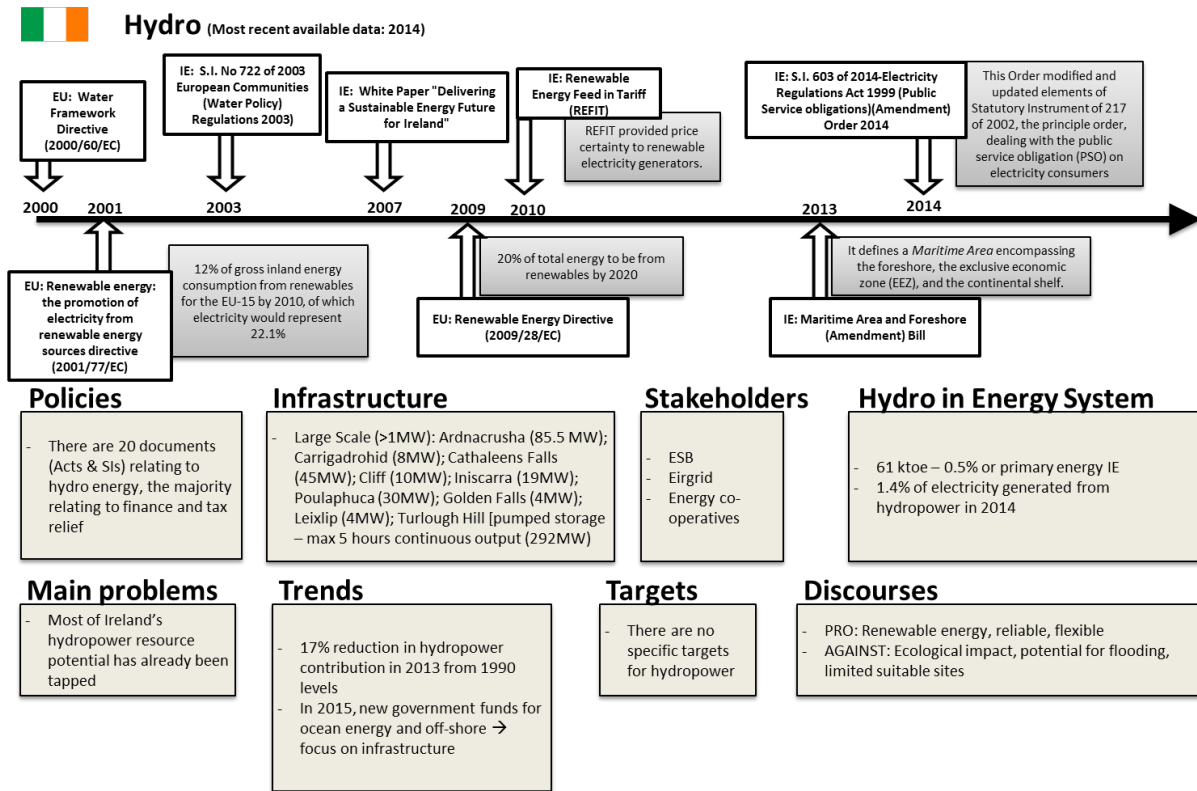 Hydro (Most recent available data: 2014)
EU: Water
Framework
Directive
(2000/60/EC)
IE: S.I. No 722 of 2003
European Communities
(Water Policy)
Regulations 2003)
IE: White Paper "Delivering
a Sustainable Energy Future
for Ireland"
IE: Renewable
Energy Feed in Tariff
(REFIT)
REFIT provided price
certainty to renewable
electricity generators.
IE: S.I. 603 of 2014-Electricity
Regulations Act 1999 (Public
Service obligations)(Amendment)
Order 2014
This Order modified and
updated elements of
Statutory Instrument of 217
of 2002, the principle order,
dealing with the public
service obligation (PSO) on
electricity consumers
2000
2001
2003
2007
2009
2010
2013
2014
EU: Renewable energy:
the promotion of
electricity from
renewable energy
sources directive
(2001/77/EC)
12% of gross inland energy
consumption from renewables
for the EU-15 by 2010, of which
electricity would represent
22.1%
20% of total energy to be from
renewables by 2020
EU: Renewable Energy Directive
(2009/28/EC)
It defines a Maritime Area encompassing
the foreshore, the exclusive economic
zone (EEZ), and the continental shelf.
IE: Maritime Area and Foreshore
(Amendment) Bill
Policies
- There are 20 documents
(Acts & SIs) relating to
hydro energy, the majority
relating to finance and tax
relief
Infrastructure
- Large Scale (>1MW): Ardnacrusha (85.5 MW);
Carrigadrohid (8MW); Cathaleens Falls
(45MW); Cliff (10MW); Iniscarra (19MW);
Poulaphuca (30MW); Golden Falls (4MW);
Leixlip (4MW); Turlough Hill [pumped storage
– max 5 hours continuous output (292MW)
Stakeholders
- ESB
- Eirgrid
- Energy co-
operatives
Hydro in Energy System
- 61 ktoe – 0.5% or primary energy IE
- 1.4% of electricity generated from
hydropower in 2014
Main problems
- Most of Ireland's
hydropower resource
potential has already been
tapped
Trends
- 17% reduction in hydropower
contribution in 2013 from 1990
levels
- In 2015, new government funds for
ocean energy and off-shore →
focus on infrastructure
Targets
- There are no
specific targets
for hydropower
Discourses
- PRO: Renewable energy, reliable, flexible
- AGAINST: Ecological impact, potential for flooding,
limited suitable sites